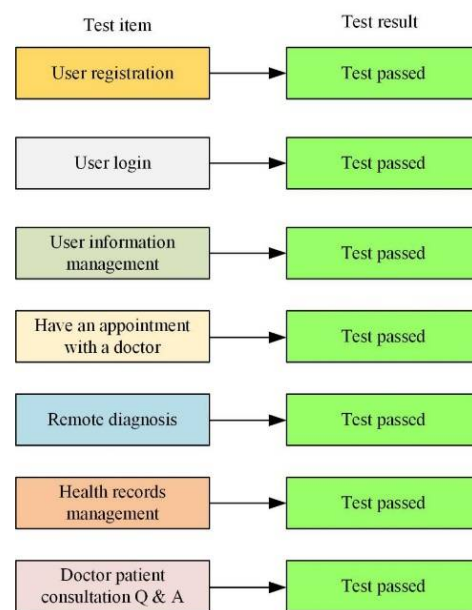 Test item
Test result
User registration
Test passed
User login
Test passed
User information
management
Test passed
Have an appointment
with a doctor
Test passed
Remote diagnosis
Test passed
Health records
management
Test passed
Doctor patient
consultation Q & A
Test passed